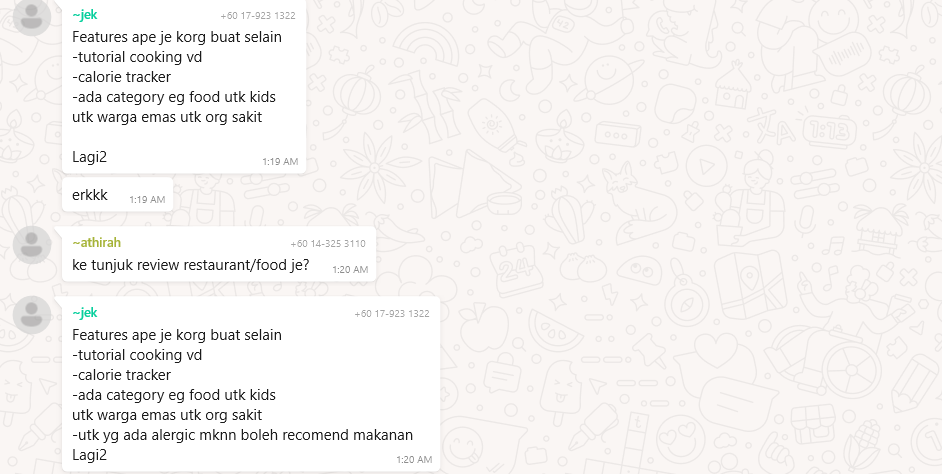 ~jek +60 17-923 1322
Features ape je korg buat selain
-tutorial cooking vd
-calorie tracker
-ada category eg food utk kids
utk warga emas utk org sakit
Lagi2
1:19 AM
erkkk 1:19 AM
~athirah +60 14-325 3110
ke tunjuk review restaurant/food je? 1:20 AM
~jek +60 17-923 1322
Features ape je korg buat selain
-tutorial cooking vd
-calorie tracker
-ada category eg food utk kids
utk warga emas utk org sakit
-utk yg ada alergic mknn boleh recomend makanan
Lagi2
1:20 AM